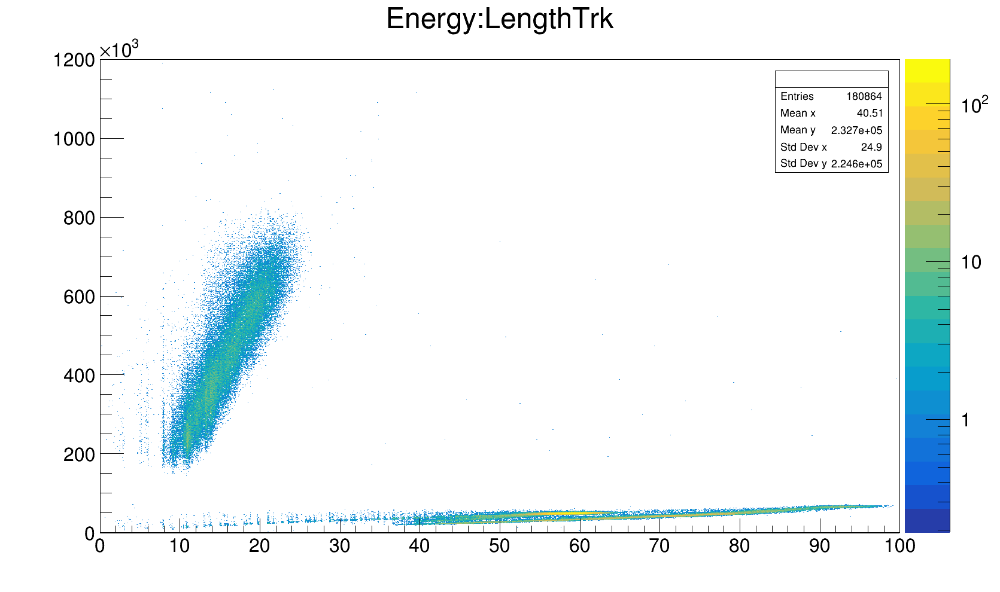 Energy:LengthTrk
×10³
1200
1000
800
600
400
200
0
0 10 20 30 40 50 60 70 80 90 100
Entries 180864
Mean x 40.51
Mean y 2.327e+05
Std Dev x 24.9
Std Dev y 2.246e+05
10²
10
1